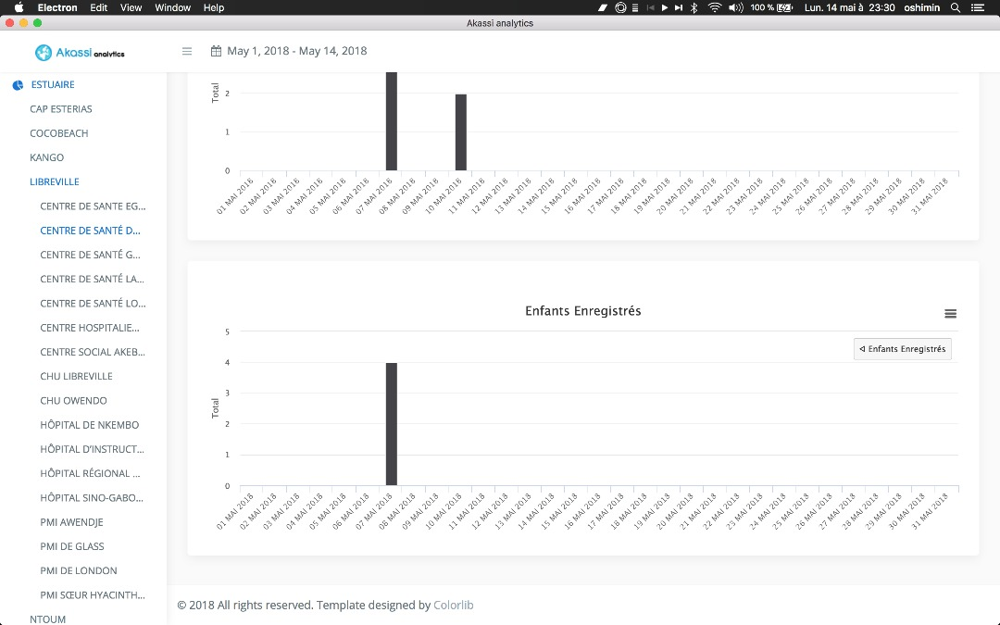 Electron Edit View Window Help 100 % Lun. 14 mai à 23:30 oshimin
Akassi analytics
Akassi analytics
May 1, 2018 - May 14, 2018
ESTUAIRE
CAP ESTERIAS
COCOBEACH
KANGO
LIBREVILLE
CENTRE DE SANTE EG...
CENTRE DE SANTÉ D...
CENTRE DE SANTÉ G...
CENTRE DE SANTÉ LA...
CENTRE DE SANTÉ LO...
CENTRE HOSPITALIE...
CENTRE SOCIAL AKEB...
CHU LIBREVILLE
CHU OWENDO
HÔPITAL DE NKEMBO
HÔPITAL D'INSTRUCT...
HÔPITAL RÉGIONAL ...
HÔPITAL SINO-GABO...
PMI AWENDJE
PMI DE GLASS
PMI DE LONDON
PMI SŒUR HYACINTH...
NTOUM
Total
2
1
0
01 MAI 2018 02 MAI 2018 03 MAI 2018 04 MAI 2018 05 MAI 2018 06 MAI 2018 07 MAI 2018 08 MAI 2018 09 MAI 2018 10 MAI 2018 11 MAI 2018 12 MAI 2018 13 MAI 2018 14 MAI 2018 15 MAI 2018 16 MAI 2018 17 MAI 2018 18 MAI 2018 19 MAI 2018 20 MAI 2018 21 MAI 2018 22 MAI 2018 23 MAI 2018 24 MAI 2018 25 MAI 2018 26 MAI 2018 27 MAI 2018 28 MAI 2018 29 MAI 2018 30 MAI 2018 31 MAI 2018
Enfants Enregistrés
Enfants Enregistrés
Total
5
4
3
2
1
0
01 MAI 2018 02 MAI 2018 03 MAI 2018 04 MAI 2018 05 MAI 2018 06 MAI 2018 07 MAI 2018 08 MAI 2018 09 MAI 2018 10 MAI 2018 11 MAI 2018 12 MAI 2018 13 MAI 2018 14 MAI 2018 15 MAI 2018 16 MAI 2018 17 MAI 2018 18 MAI 2018 19 MAI 2018 20 MAI 2018 21 MAI 2018 22 MAI 2018 23 MAI 2018 24 MAI 2018 25 MAI 2018 26 MAI 2018 27 MAI 2018 28 MAI 2018 29 MAI 2018 30 MAI 2018 31 MAI 2018
© 2018 All rights reserved. Template designed by Colorlib